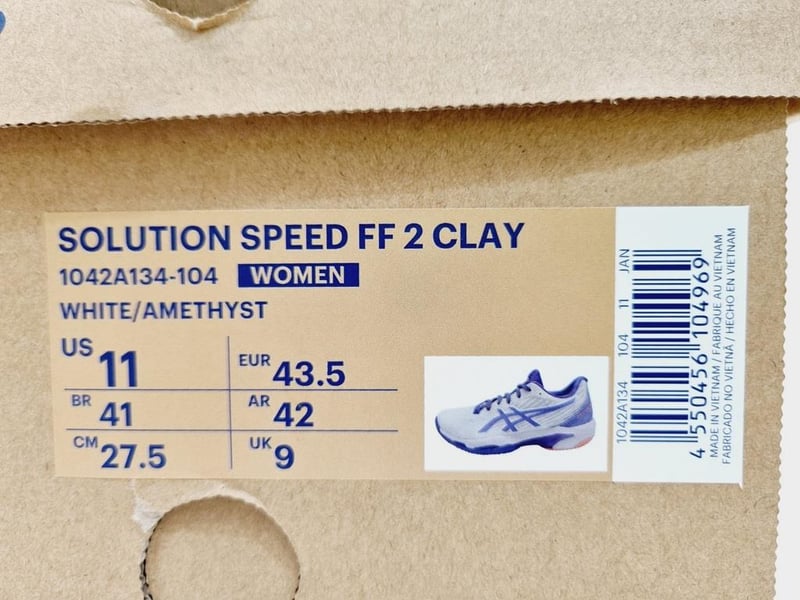 SOLUTION SPEED FF 2 CLAY
1042A134-104 WOMEN
WHITE/AMETHYST
US 11 EUR 43.5
BR 41 AR 42
CM 27.5 UK 9
1042A134 104 11 JAN
4 550456 104969
MADE IN VIETNAM / FABRIQUE AU VIETNAM
FABRICADO NO VIETNÃ / HECHO EN VIETNAM